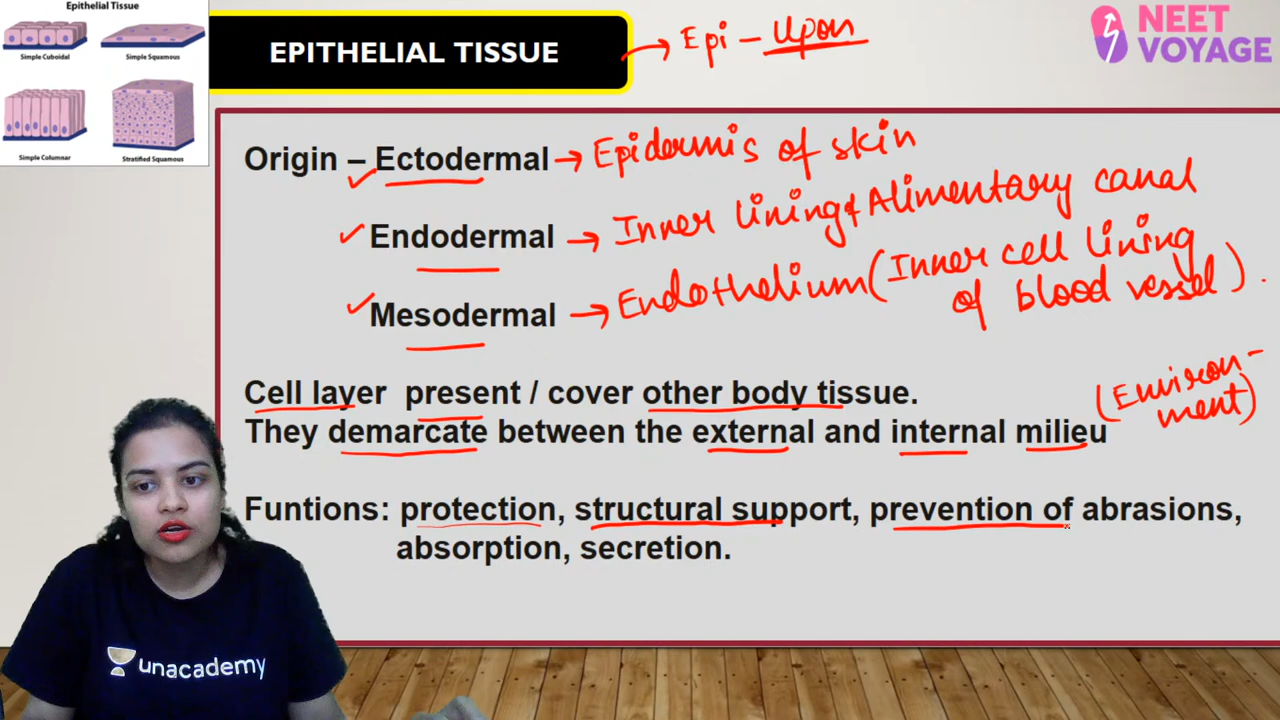 Epithelial Tissue
Simple Cuboidal
Simple Squamous
Simple Columnar
Stratified Squamous
EPITHELIAL TISSUE
→ Epi - Upon
NEET
VOYAGE
Origin – Ectodermal → Epidermis of skin
Endodermal → Inner lining of Alimentary canal
Mesodermal → Endothelium (Inner cell lining
of blood vessel).
Cell layer present / cover other body tissue.
They demarcate between the external and internal milieu
(Environ-
ment)
Funtions: protection, structural support, prevention of abrasions,
absorption, secretion.
unacademy